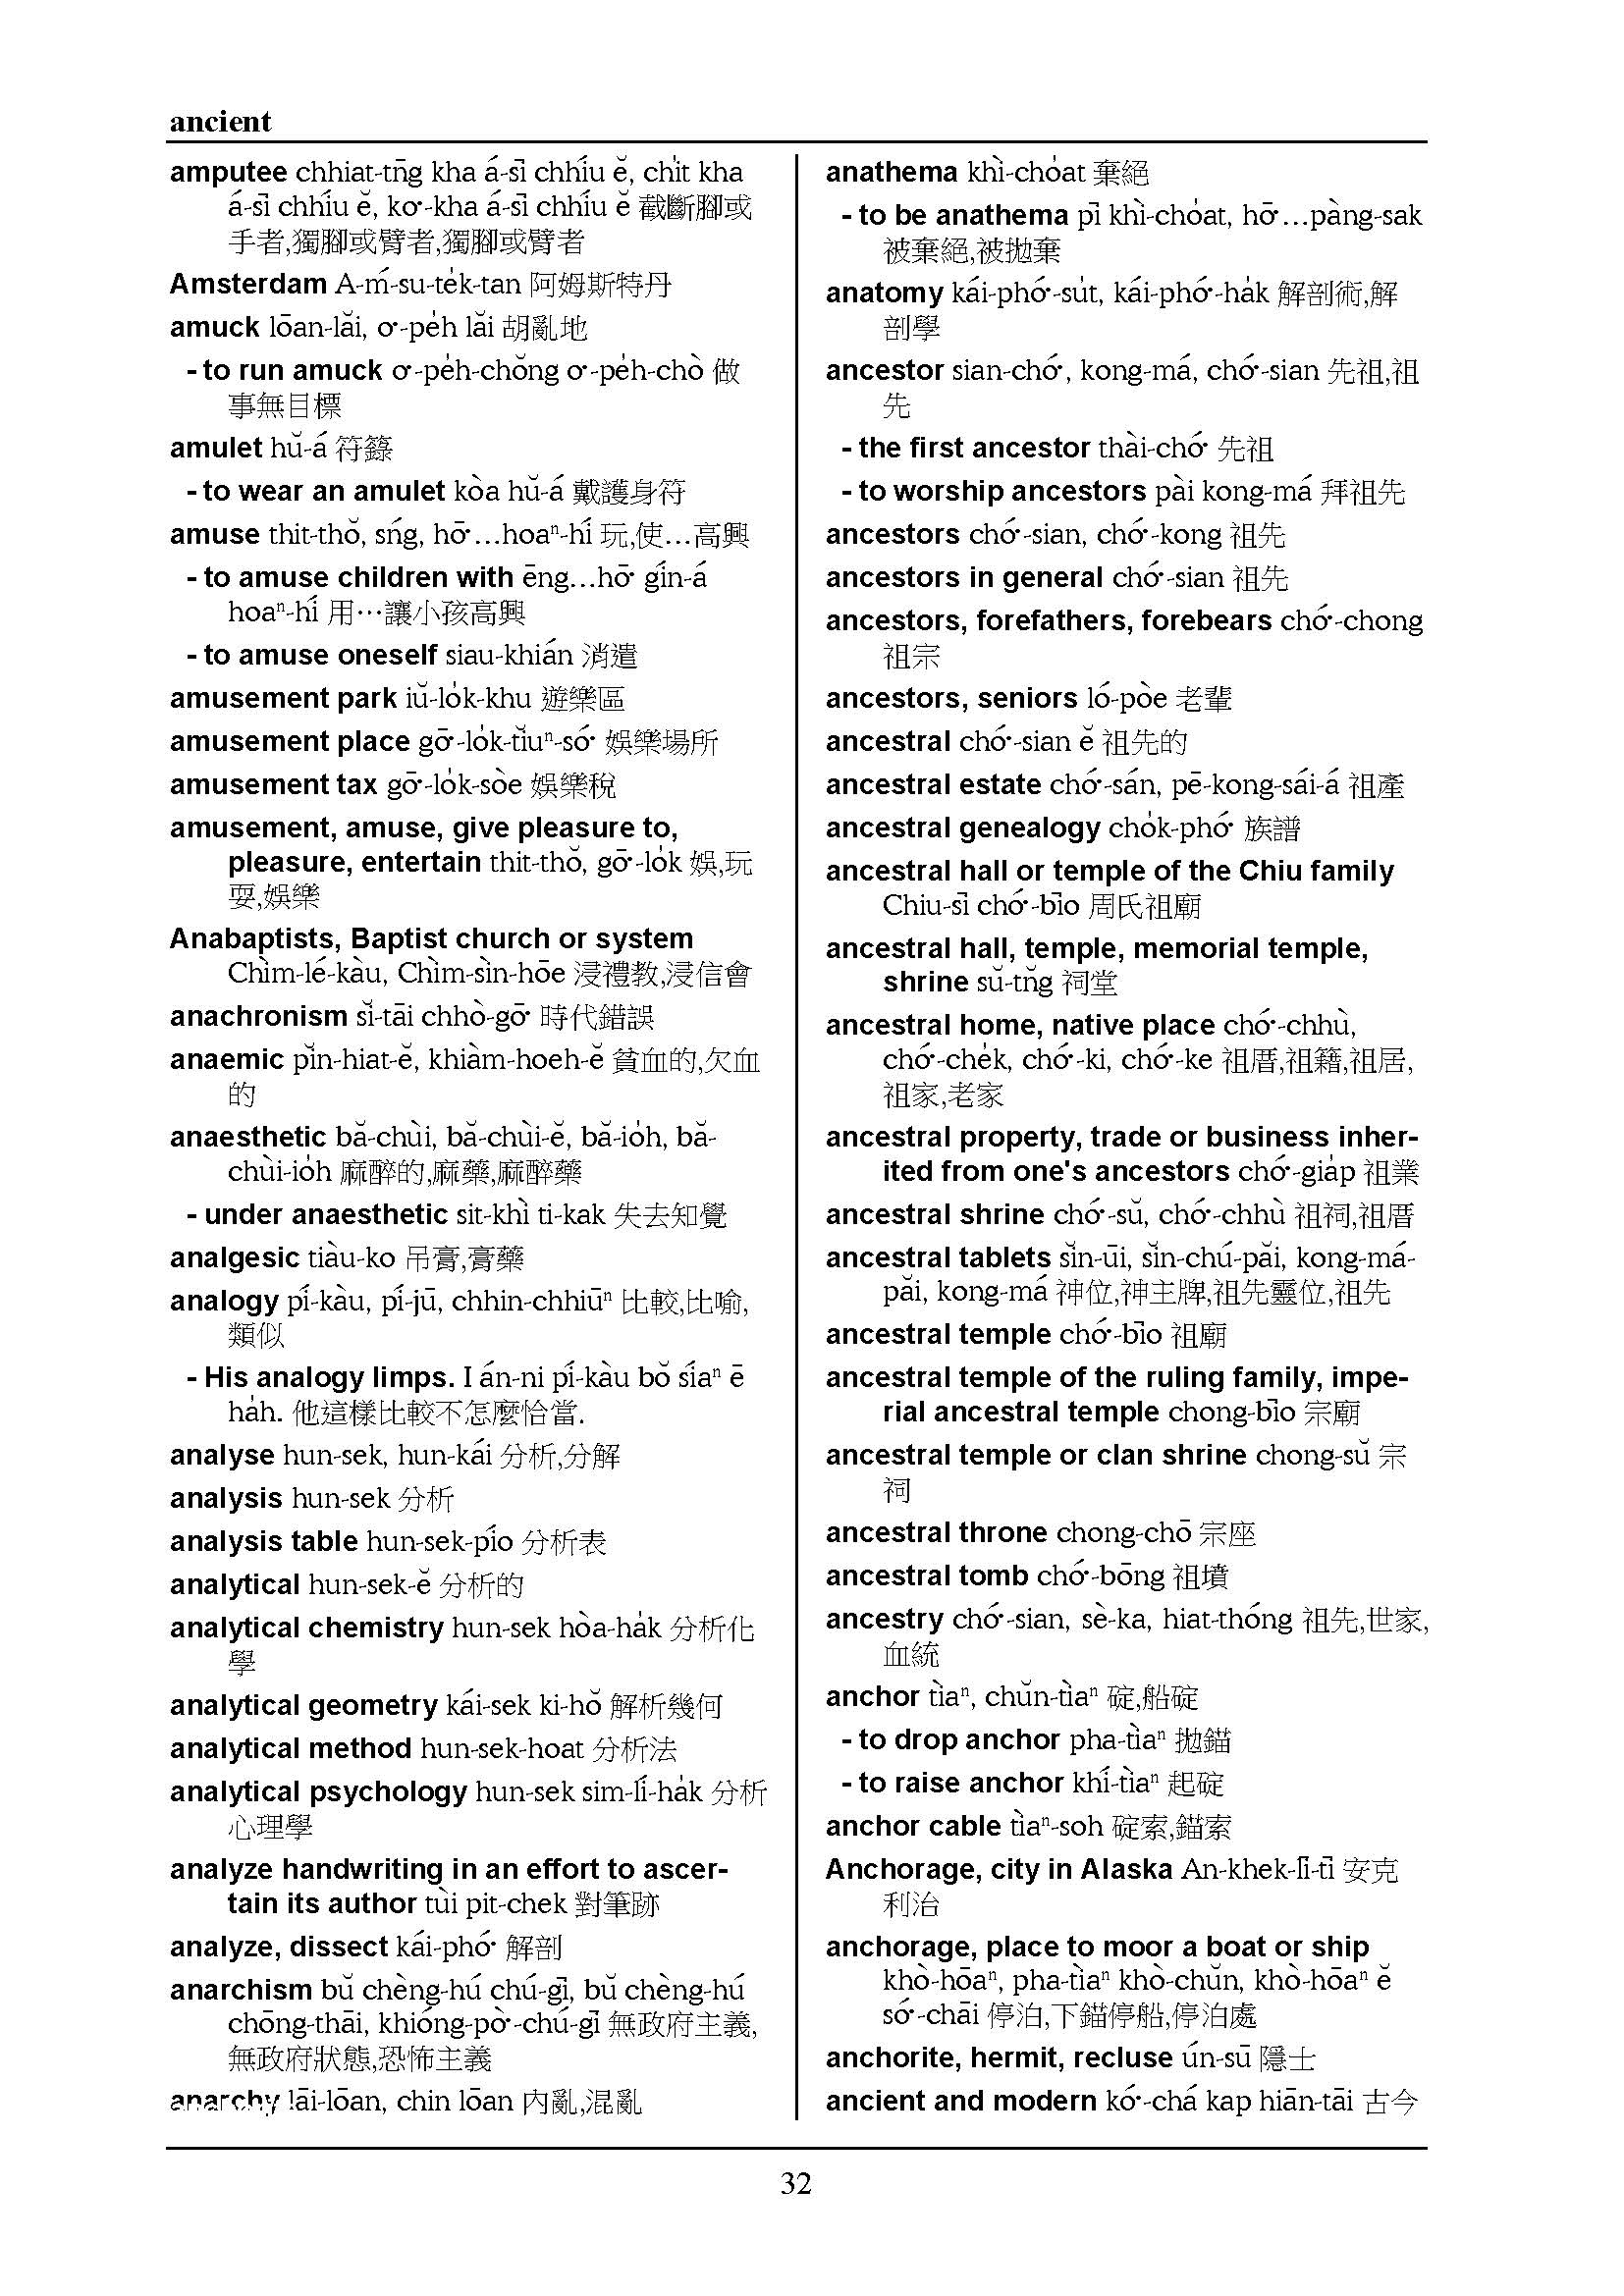 ancient
amputee chhiat-tn̄g kha á-sī chhíu ĕ, chi̍t kha
á-sī chhíu ĕ, ko͘-kha á-sī chhíu ĕ 截斷腳或
手者,獨腳或臂者,獨腳或臂者
Amsterdam A-ḿ-su-te̍k-tan 阿姆斯特丹
amuck lōan-lăi, o͘-pe̍h lăi 胡亂地
- to run amuck o͘-pe̍h-chŏng o͘-pe̍h-chò 做
事無目標
amulet hŭ-á 符籙
- to wear an amulet kòa hŭ-á 戴護身符
amuse thit-thŏ, sńg, hō͘…hoaⁿ-hí 玩,使…高興
- to amuse children with ēng…hō͘ gín-á
hoaⁿ-hí 用…讓小孩高興
- to amuse oneself siau-khián 消遣
amusement park iŭ-lo̍k-khu 遊樂區
amusement place gō͘-lo̍k-tĭuⁿ-só͘ 娛樂場所
amusement tax gō͘-lo̍k-sòe 娛樂稅
amusement, amuse, give pleasure to,
pleasure, entertain thit-thŏ, gō͘-lo̍k 娛,玩
耍,娛樂
Anabaptists, Baptist church or system
Chìm-lé-kàu, Chìm-sìn-hōe 浸禮教,浸信會
anachronism sĭ-tāi chhò-gō͘ 時代錯誤
anaemic pĭn-hiat-ĕ, khiàm-hoeh-ĕ 貧血的,欠血
的
anaesthetic bă-chùi, bă-chùi-ĕ, bă-io̍h, bă-
chùi-io̍h 麻醉的,麻藥,麻醉藥
- under anaesthetic sit-khì ti-kak 失去知覺
analgesic tiàu-ko 吊膏,膏藥
analogy pí-kàu, pí-jū, chhin-chhiūⁿ 比較,比喻,
類似
- His analogy limps. I án-ni pí-kàu bŏ síaⁿ ē
ha̍h. 他這樣比較不怎麼恰當.
analyse hun-sek, hun-kái 分析,分解
analysis hun-sek 分析
analysis table hun-sek-pío 分析表
analytical hun-sek-ĕ 分析的
analytical chemistry hun-sek hòa-ha̍k 分析化
學
analytical geometry kái-sek ki-hŏ 解析幾何
analytical method hun-sek-hoat 分析法
analytical psychology hun-sek sim-lí-ha̍k 分析
心理學
analyze handwriting in an effort to ascer-
tain its author tùi pit-chek 對筆跡
analyze, dissect kái-phó͘ 解剖
anarchism bŭ chèng-hú chú-gī, bŭ chèng-hú
chōng-thāi, khióng-pò͘-chú-gī 無政府主義,
無政府狀態,恐怖主義
anarchy lāi-lōan, chin lōan 內亂,混亂
anathema khì-cho̍at 棄絕
- to be anathema pī khì-cho̍at, hō͘…pàng-sak
被棄絕,被拋棄
anatomy kái-phó͘-su̍t, kái-phó͘-ha̍k 解剖術,解
剖學
ancestor sian-chó͘, kong-má, chó͘-sian 先祖,祖
先
- the first ancestor thài-chó͘ 先祖
- to worship ancestors pài kong-má 拜祖先
ancestors chó͘-sian, chó͘-kong 祖先
ancestors in general chó͘-sian 祖先
ancestors, forefathers, forebears chó͘-chong
祖宗
ancestors, seniors ló-pòe 老輩
ancestral chó͘-sian ĕ 祖先的
ancestral estate chó͘-sán, pē-kong-sái-á 祖產
ancestral genealogy cho̍k-phó͘ 族譜
ancestral hall or temple of the Chiu family
Chiu-sī chó͘-bīo 周氏祖廟
ancestral hall, temple, memorial temple,
shrine sŭ-tn̆g 祠堂
ancestral home, native place chó͘-chhù,
chó͘-che̍k, chó͘-ki, chó͘-ke 祖厝,祖籍,祖居,
祖家,老家
ancestral property, trade or business inher-
ited from one's ancestors chó͘-gia̍p 祖業
ancestral shrine chó͘-sŭ, chó͘-chhù 祖祠,祖厝
ancestral tablets sĭn-ūi, sĭn-chú-păi, kong-má-
păi, kong-má 神位,神主牌,祖先靈位,祖先
ancestral temple chó͘-bīo 祖廟
ancestral temple of the ruling family, impe-
rial ancestral temple chong-bīo 宗廟
ancestral temple or clan shrine chong-sŭ 宗
祠
ancestral throne chong-chō 宗座
ancestral tomb chó͘-bōng 祖墳
ancestry chó͘-sian, sè-ka, hiat-thóng 祖先,世家,
血統
anchor tìaⁿ, chŭn-tìaⁿ 碇,船碇
- to drop anchor pha-tìaⁿ 拋錨
- to raise anchor khí-tìaⁿ 起碇
anchor cable tìaⁿ-soh 碇索,錨索
Anchorage, city in Alaska An-khek-lī-tī 安克
利治
anchorage, place to moor a boat or ship
khò-hōaⁿ, pha-tìaⁿ khò-chŭn, khò-hōaⁿ ĕ
só͘-chāi 停泊,下錨停船,停泊處
anchorite, hermit, recluse ún-sū 隱士
ancient and modern kó͘-chá kap hiān-tāi 古今
32